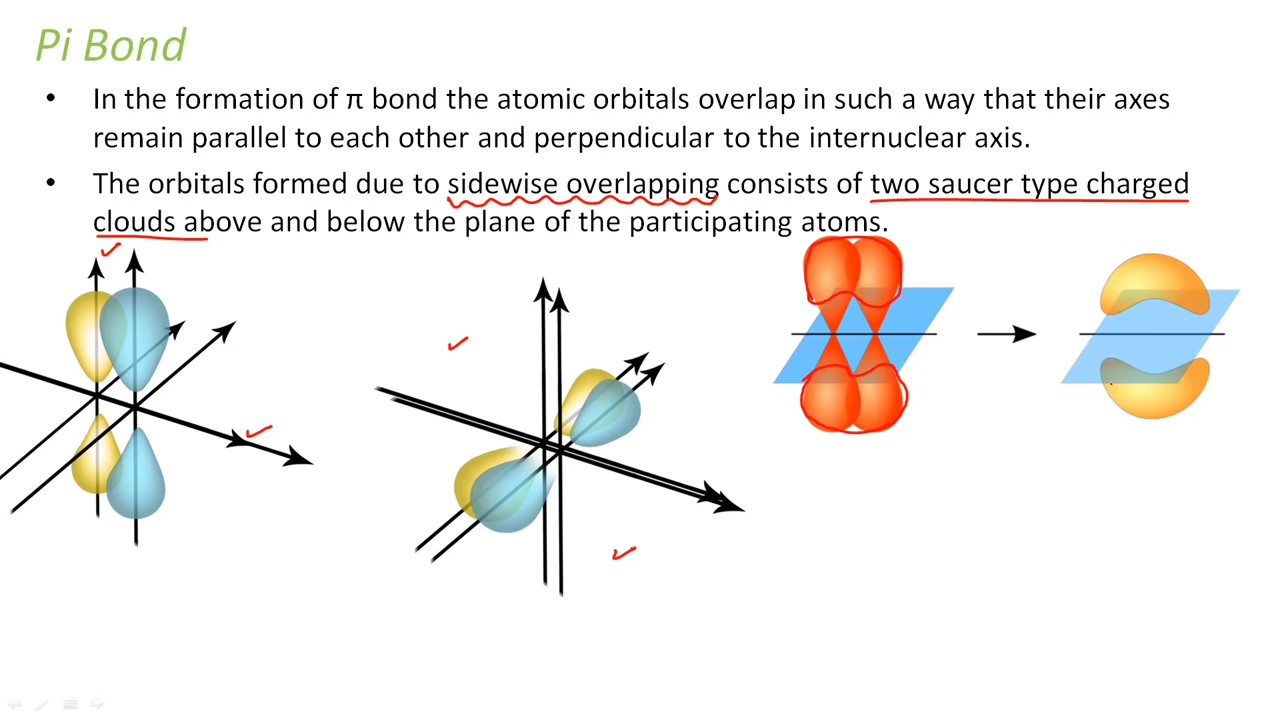 Pi Bond
• In the formation of π bond the atomic orbitals overlap in such a way that their axes
remain parallel to each other and perpendicular to the internuclear axis.
• The orbitals formed due to sidewise overlapping consists of two saucer type charged
clouds above and below the plane of the participating atoms.